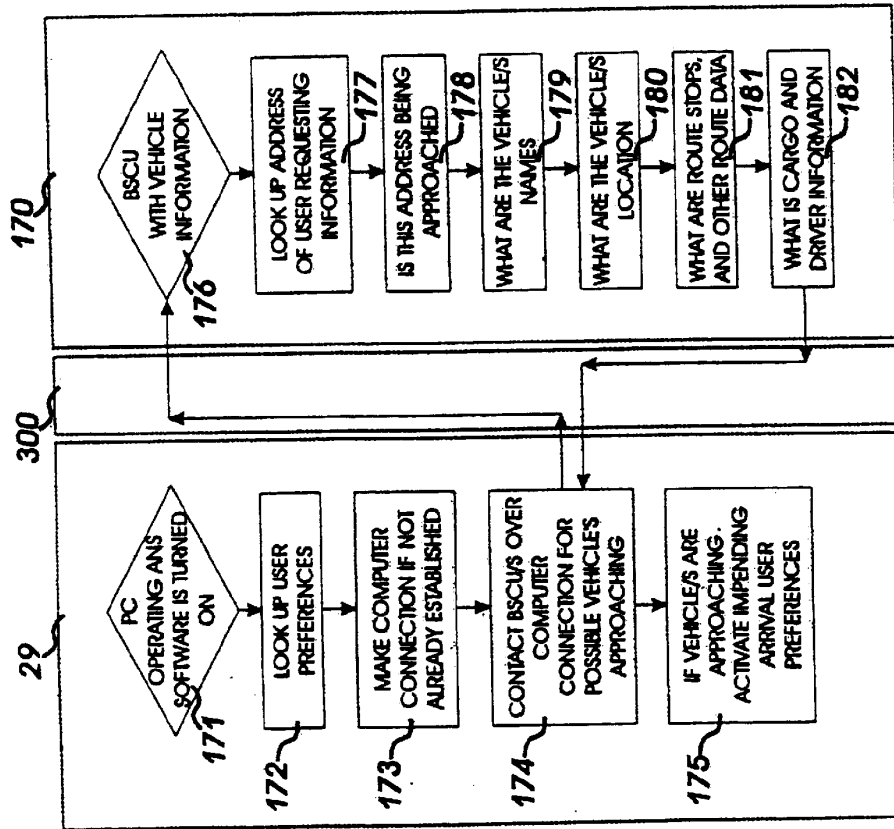 29
PC
OPERATING ANS
SOFTWARE IS TURNED
ON
171
LOOK UP USER
PREFERENCES
172
MAKE COMPUTER
CONNECTION IF NOT
ALREADY ESTABLISHED
173
CONTACT BSCU/S OVER
COMPUTER
CONNECTION FOR
POSSIBLE VEHICLE'S
APPROACHING
174
IF VEHICLE/S ARE
APPROACHING.
ACTIVATE IMPENDING
ARRIVAL USER
PREFERENCES
175
300
170
BSCU
WITH VEHICLE
INFORMATION
176
LOOK UP ADDRESS
OF USER REQUESTING
INFORMATION
177
IS THIS ADDRESS BEING
APPROACHED
178
WHAT ARE THE VEHICLE/S
NAMES
179
WHAT ARE THE VEHICLE/S
LOCATION
180
WHAT ARE ROUTE STOPS,
AND OTHER ROUTE DATA
181
WHAT IS CARGO AND
DRIVER INFORMATION
182